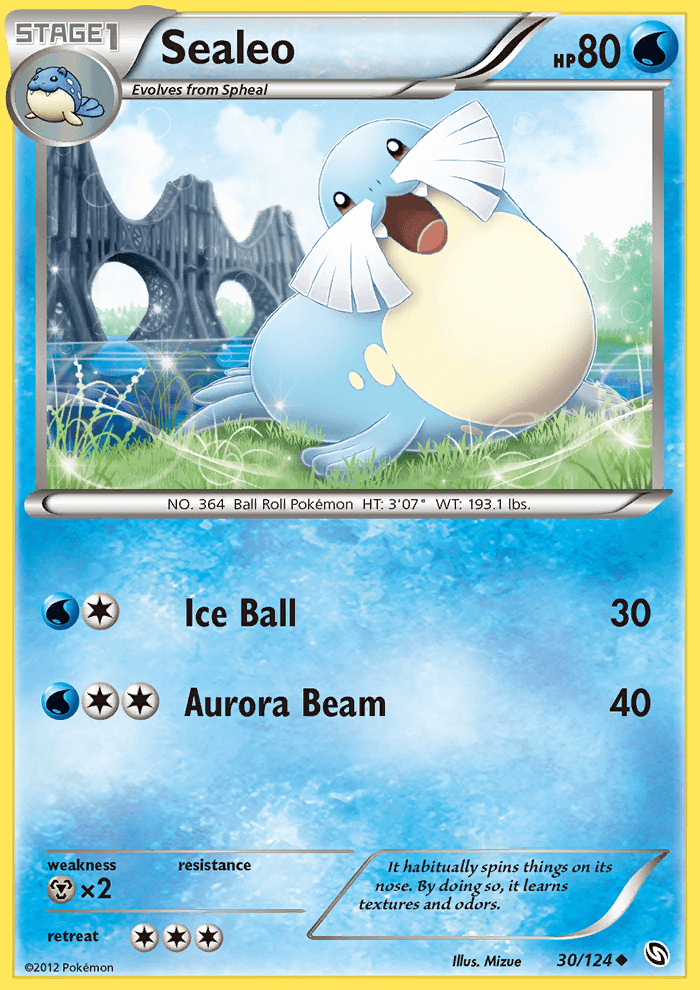 STAGE1
Sealeo
HP80
Evolves from Spheal
NO. 364 Ball Roll Pokémon HT: 3'07" WT: 193.1 lbs.
Ice Ball 30
Aurora Beam 40
weakness resistance
×2
retreat
It habitually spins things on its
nose. By doing so, it learns
textures and odors.
Illus. Mizue 30/124
©2012 Pokémon